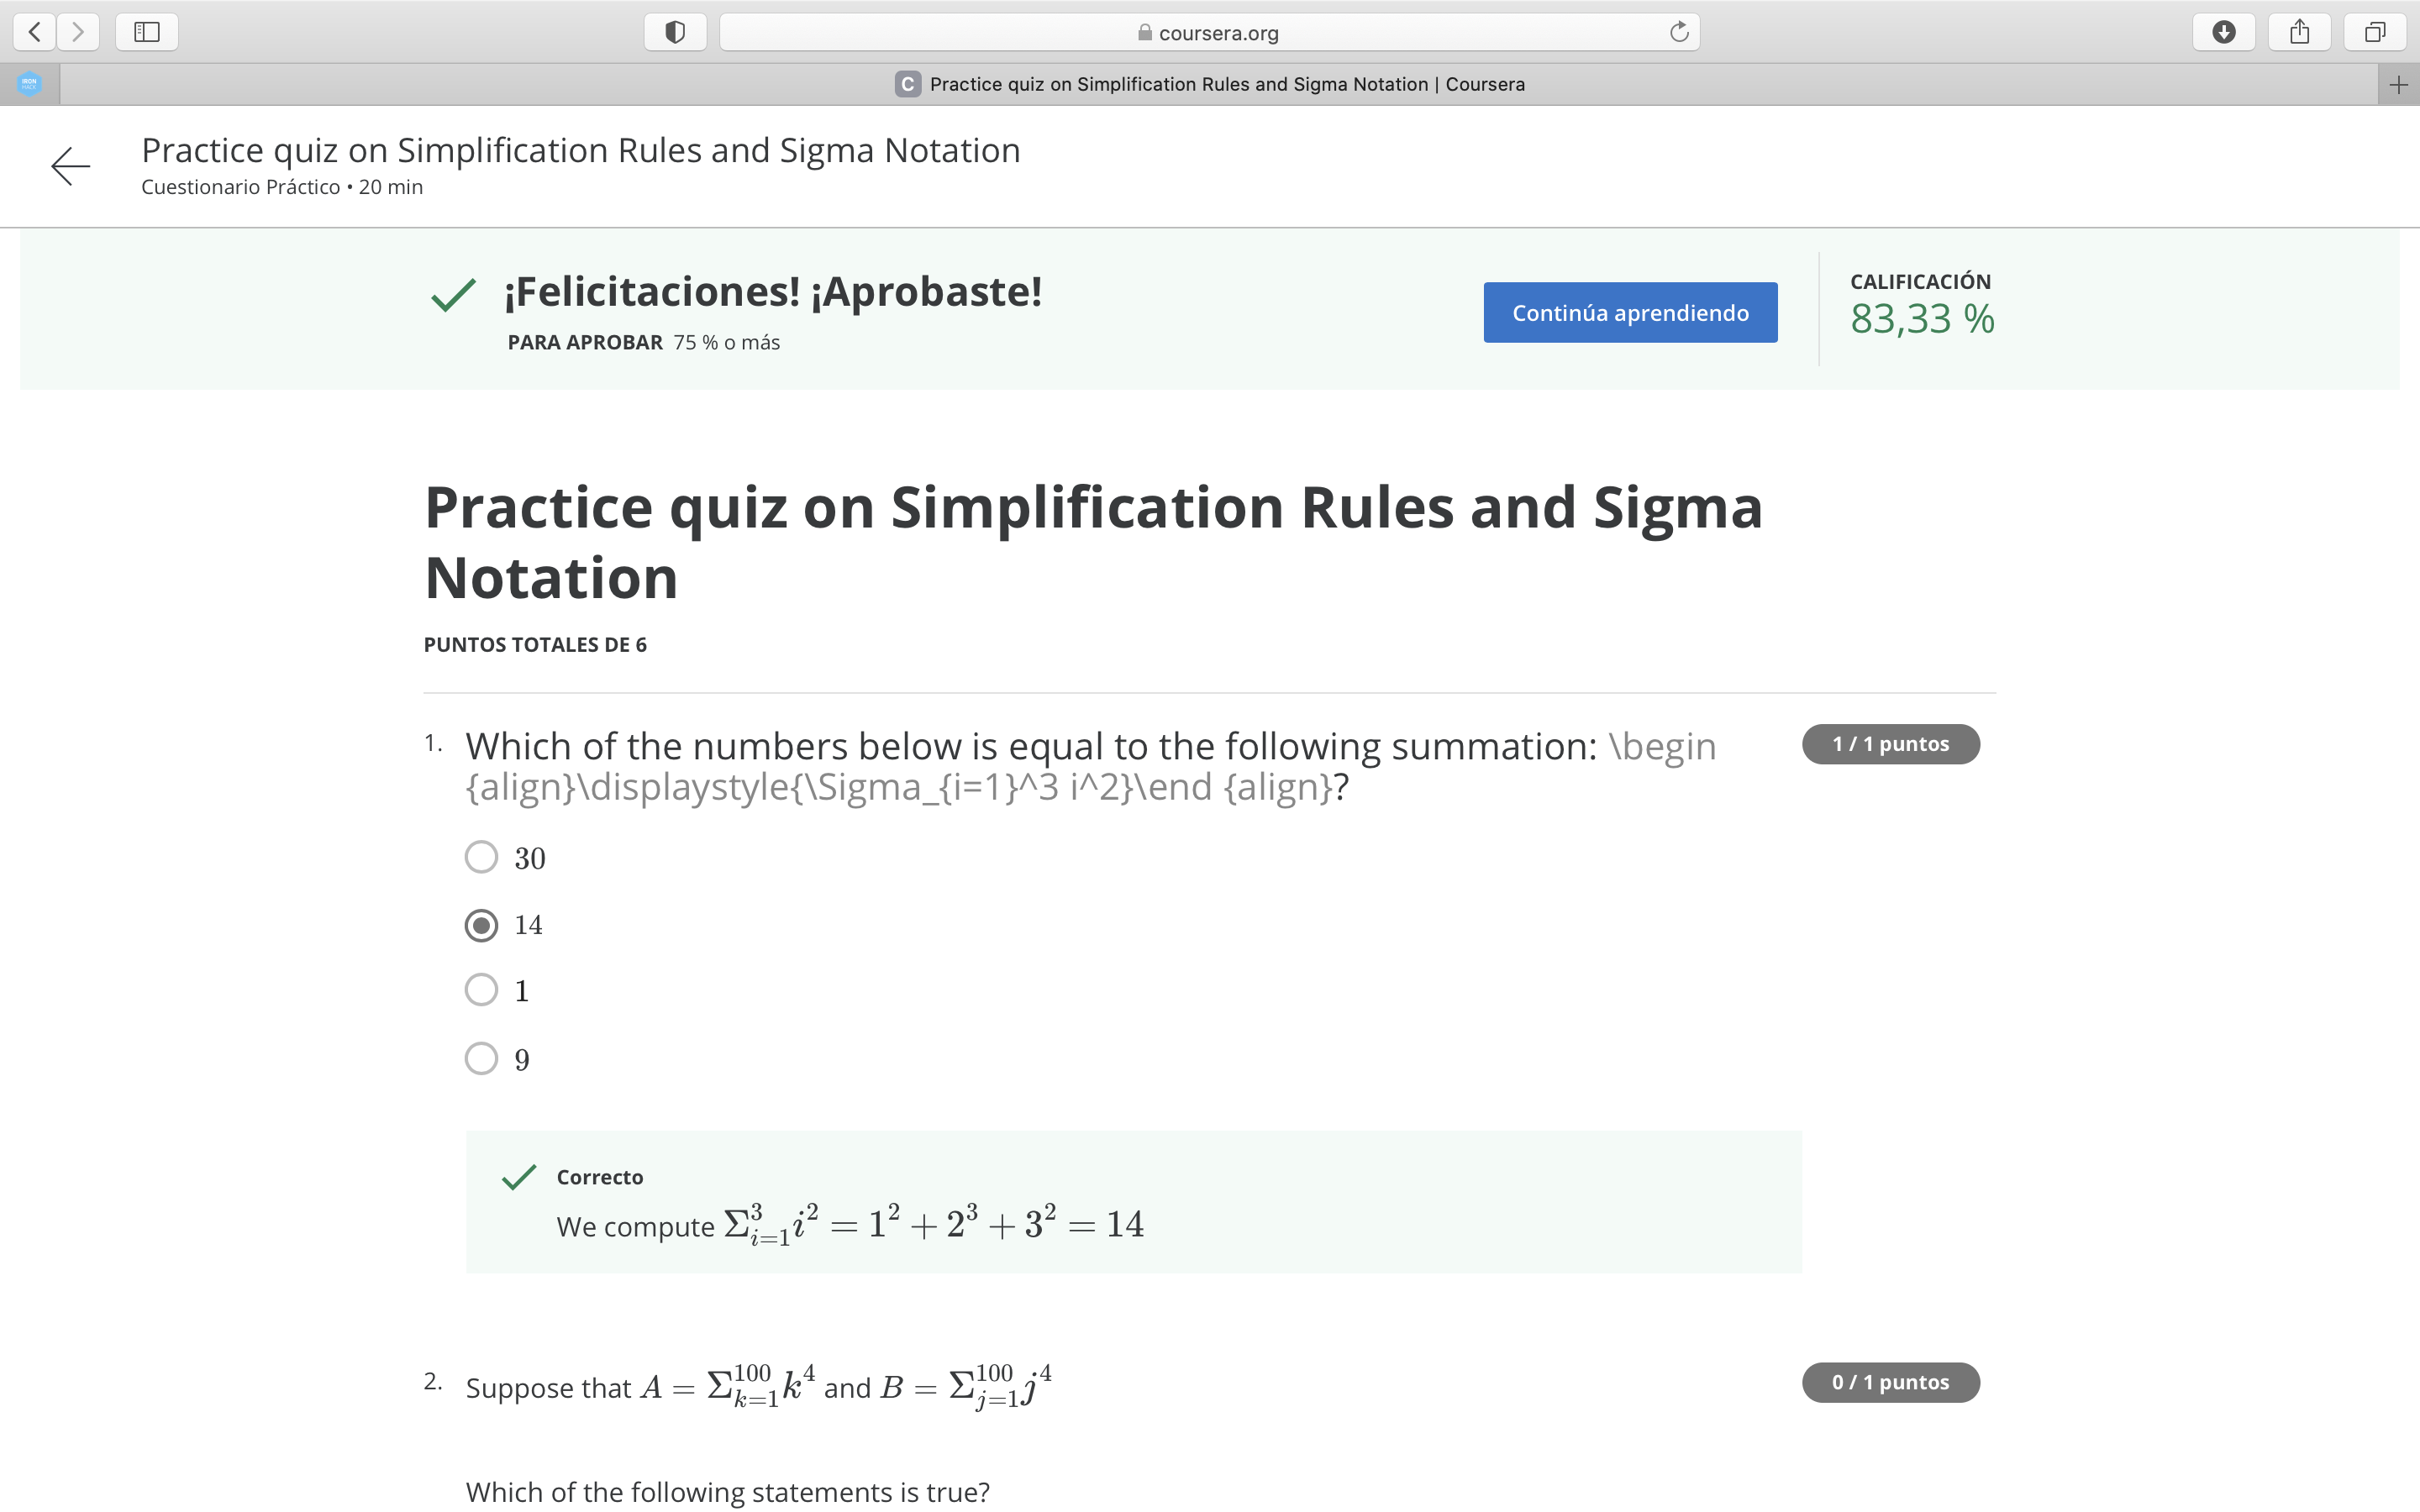 coursera.org
IRON
HACK
C Practice quiz on Simplification Rules and Sigma Notation | Coursera
Practice quiz on Simplification Rules and Sigma Notation
Cuestionario Práctico • 20 min
¡Felicitaciones! ¡Aprobaste!
PARA APROBAR 75 % o más
Continúa aprendiendo
CALIFICACIÓN
83,33 %
Practice quiz on Simplification Rules and Sigma
Notation
PUNTOS TOTALES DE 6
1. Which of the numbers below is equal to the following summation: \begin
{align}\displaystyle{\Sigma_{i=1}^3 i^2}\end {align}?
1 / 1 puntos
30
14
1
9
Correcto
We compute $\Sigma_{i=1}^{3} i^2 = 1^2 + 2^3 + 3^2 = 14$
2. Suppose that $A = \Sigma_{k=1}^{100} k^4$ and $B = \Sigma_{j=1}^{100} j^4$
0 / 1 puntos
Which of the following statements is true?